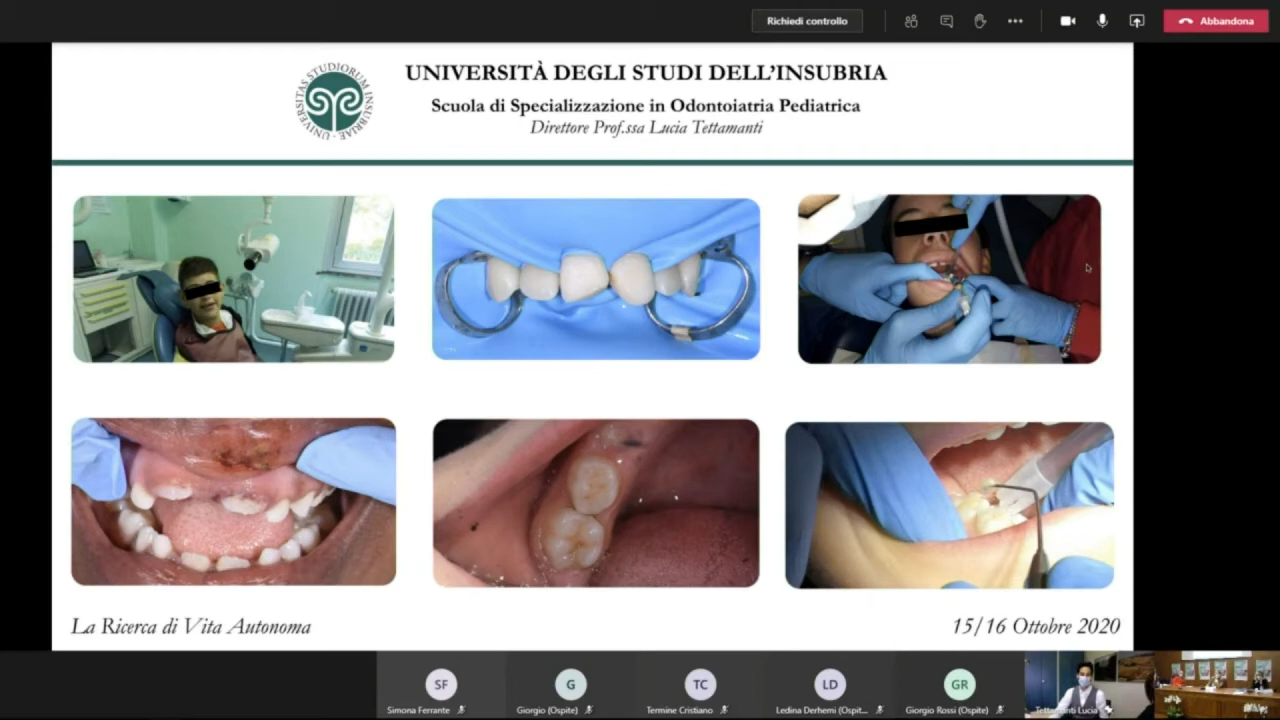 Richiedi controllo
Abbandona
UNIVERSITÀ DEGLI STUDI DELL'INSUBRIA
Scuola di Specializzazione in Odontoiatria Pediatrica
Direttore Prof.ssa Lucia Tettamanti
UNIVERSITAS STUDIORUM INSUBRIAE
La Ricerca di Vita Autonoma
15/16 Ottobre 2020
SF
G
TC
LD
GR
Simona Ferrante
Giorgio (Ospite)
Termine Cristiano
Ledina Derhemi (Ospit...
Giorgio Rossi (Ospite)
Tettamanti Lucia